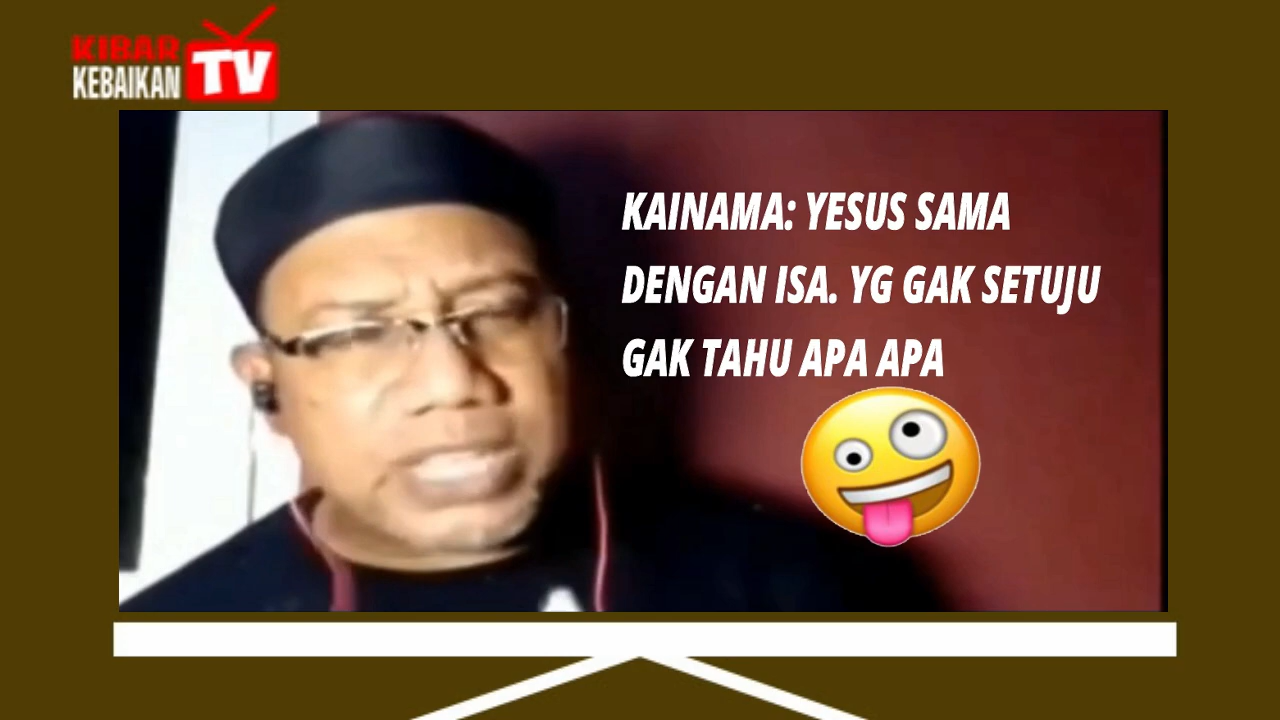 KIBAR
KEBAIKAN TV
KAINAMA: YESUS SAMA
DENGAN ISA. YG GAK SETUJU
GAK TAHU APA APA